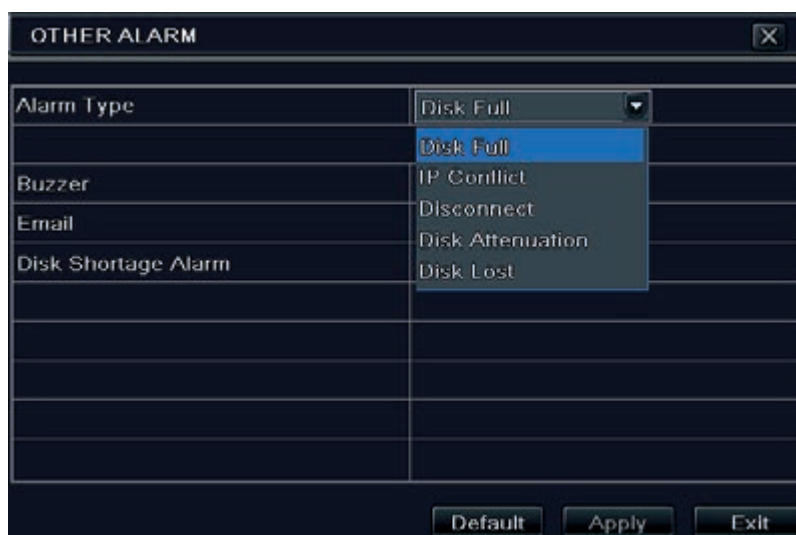 OTHER ALARM
Alarm Type
Disk Full
Disk Full
IP Conflict
Buzzer
Disconnect
Email
Disk Attenuation
Disk Shortage Alarm
Disk Lost
Default Apply Exit